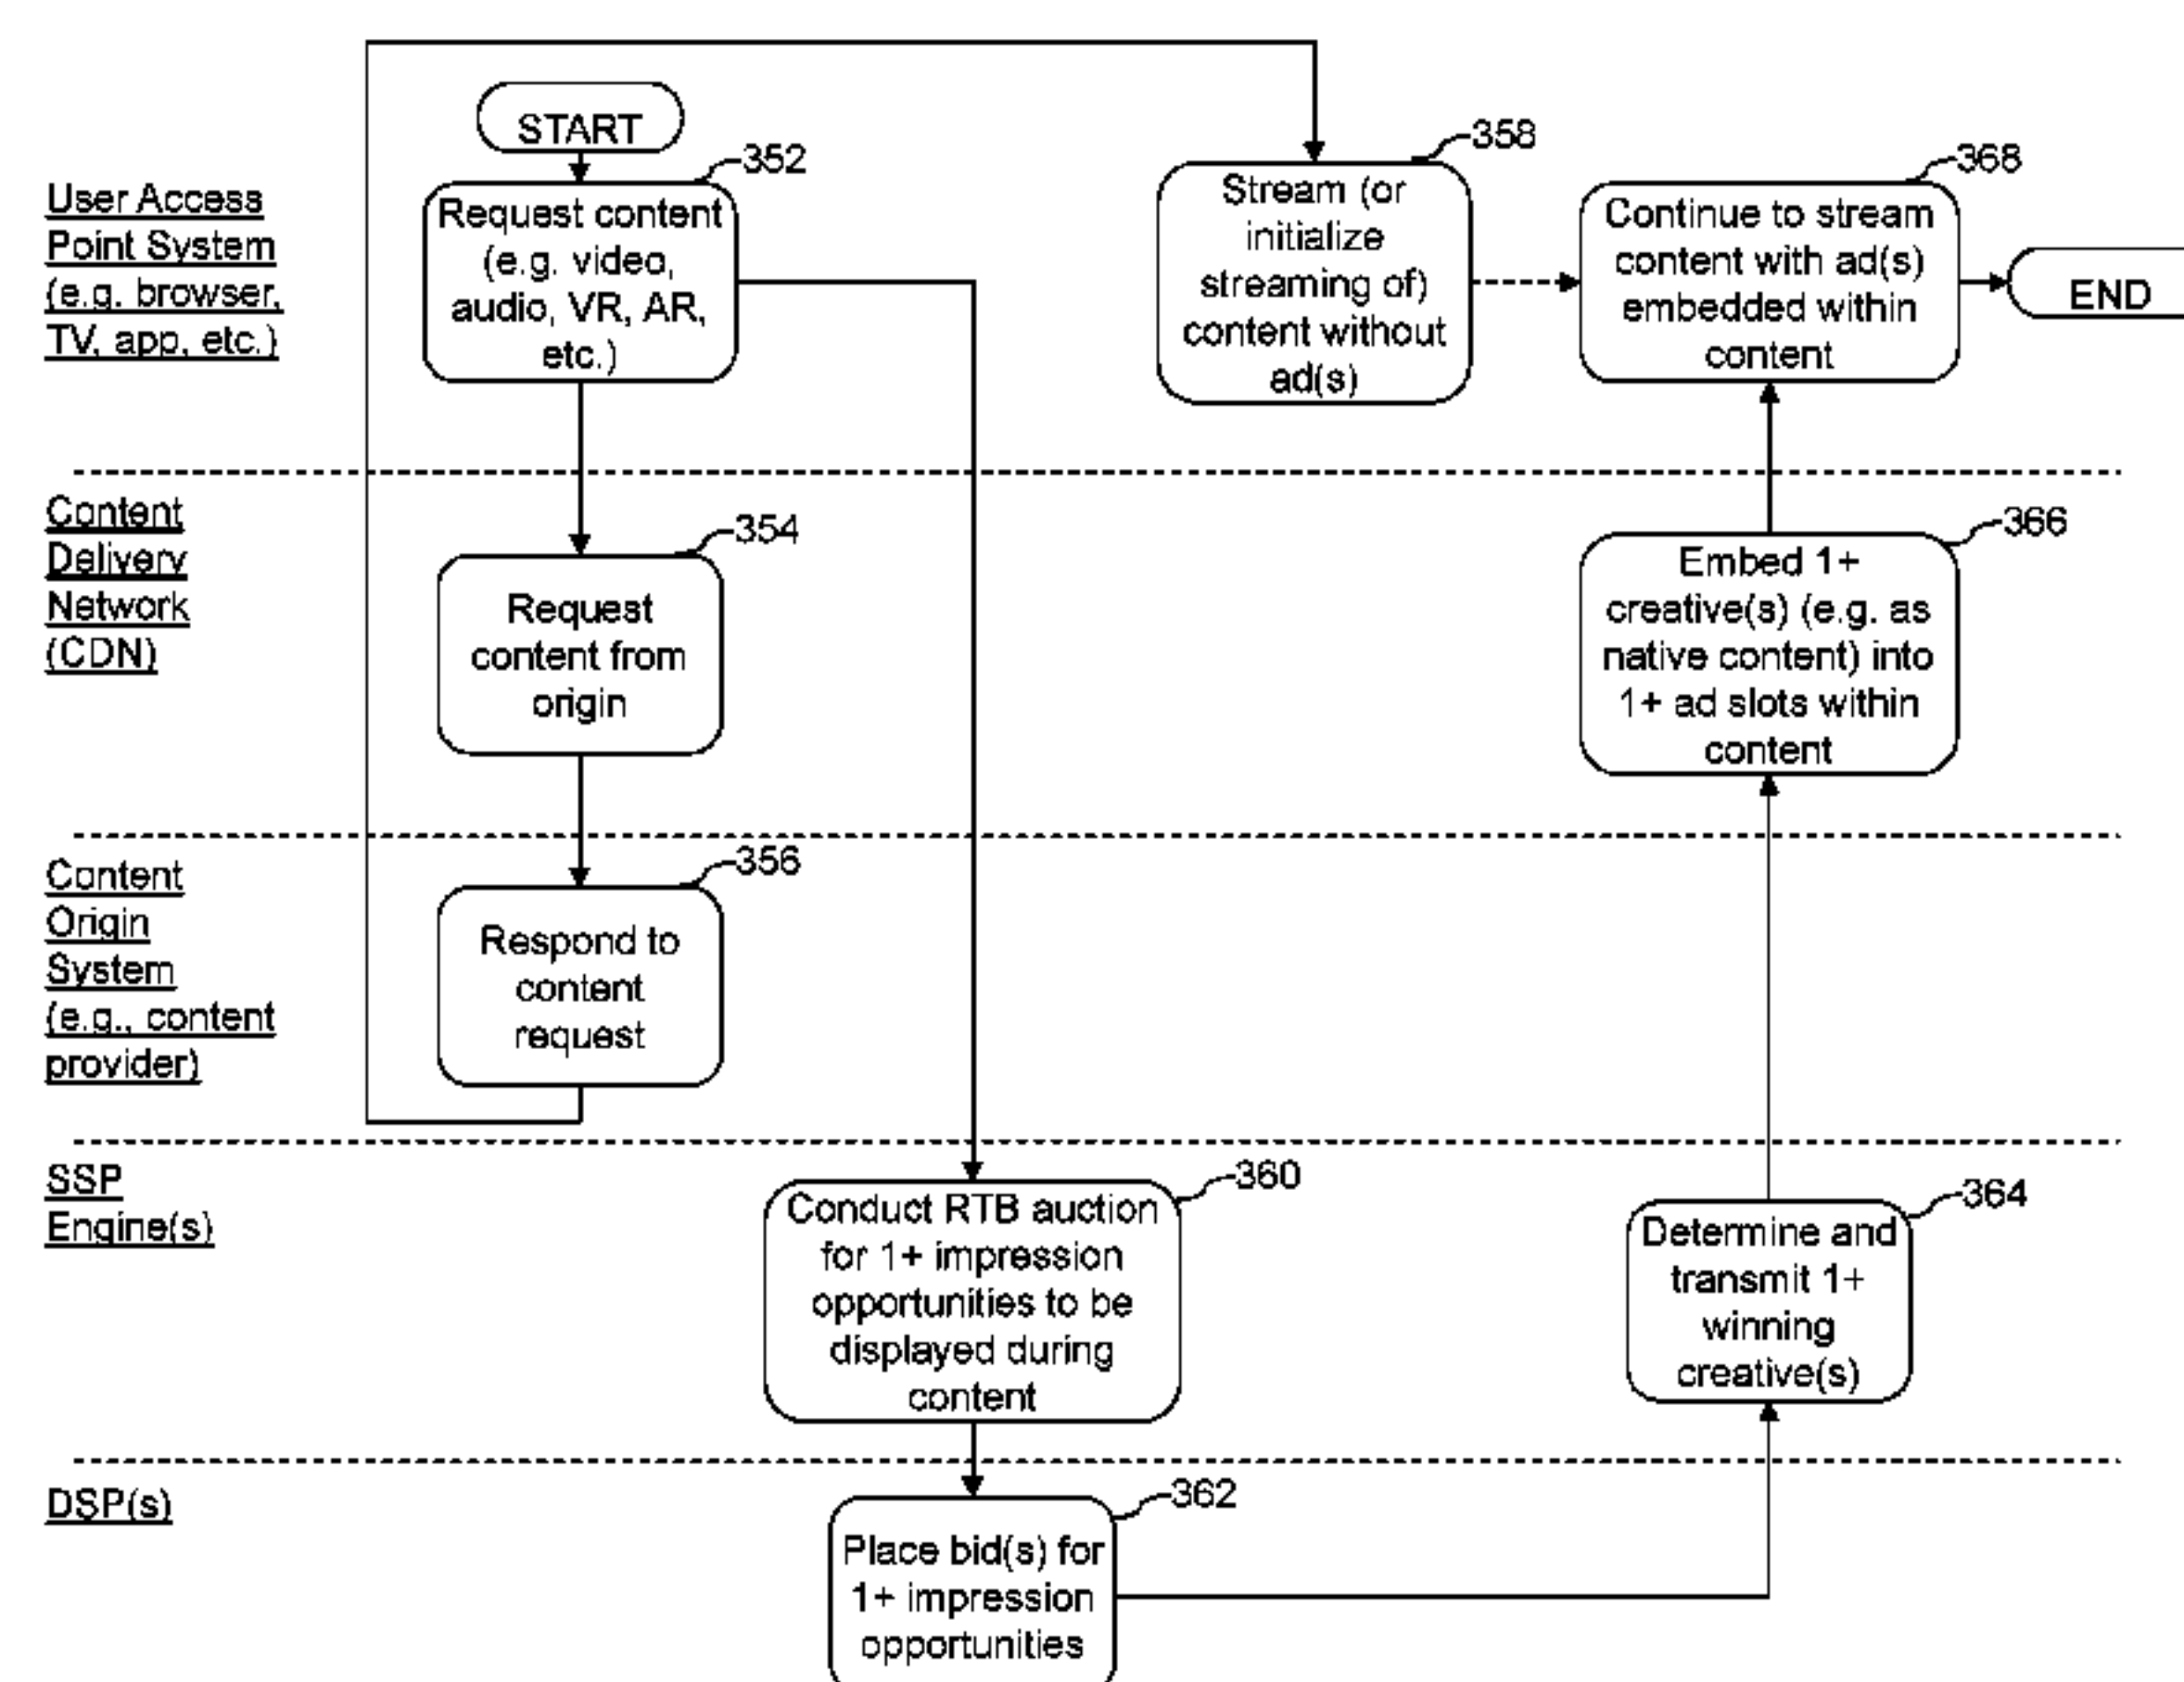 START
352
Request content
(e.g. video,
audio, VR, AR,
etc.)
358
Stream (or
initialize
streaming of)
content without
ad(s)
368
Continue to stream
content with ad(s)
embedded within
content
END
User Access
Point System
(e.g. browser,
TV, app, etc.)
Content
Delivery
Network
(CDN)
354
Request
content from
origin
366
Embed 1+
creative(s) (e.g. as
native content) into
1+ ad slots within
content
Content
Origin
System
(e.g., content
provider)
356
Respond to
content
request
SSP
Engine(s)
360
Conduct RTB auction
for 1+ impression
opportunities to be
displayed during
content
364
Determine and
transmit 1+
winning
creative(s)
DSP(s)
362
Place bid(s) for
1+ impression
opportunities